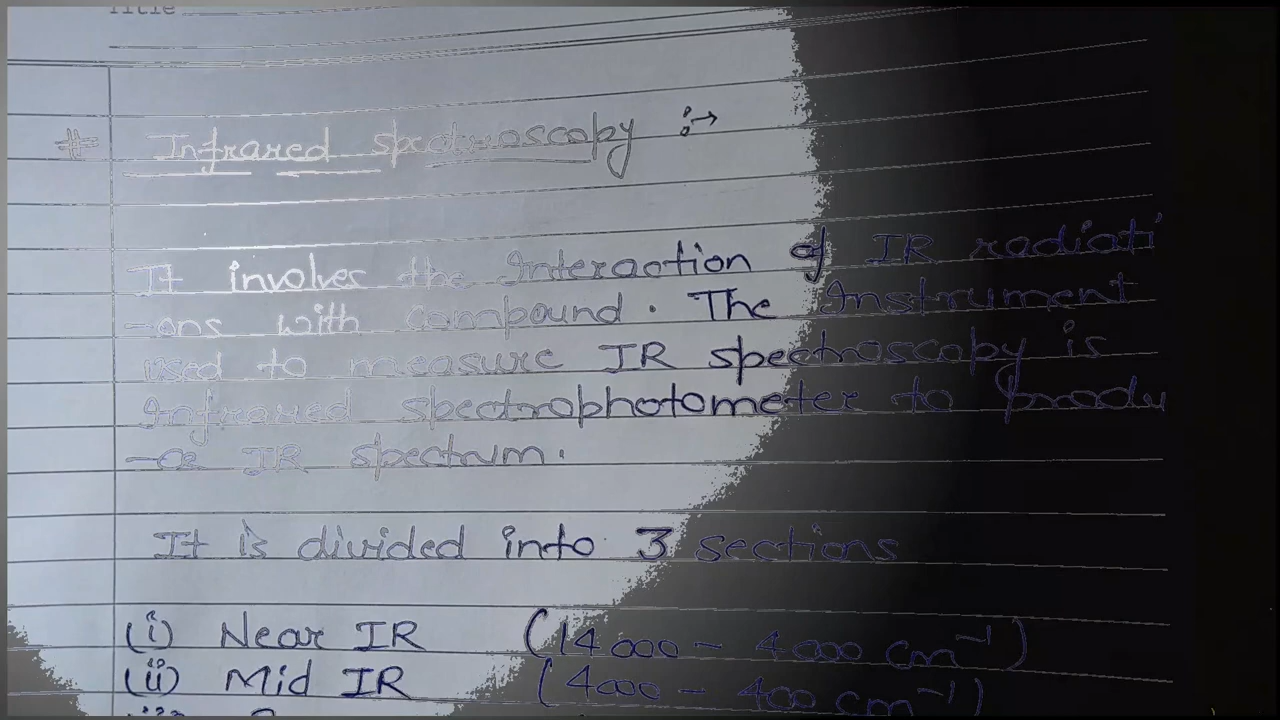 Title
# Infrared spectroscopy :→
It involves the Interaction of IR radiati
-ons with compound. The Instrument
used to measure IR spectroscopy is
Infrared spectrophotometer to produ
-ce IR spectrum.
It is divided into 3 sections
(i) Near IR (14000 - 4000 cm⁻¹)
(ii) Mid IR (4000 - 400 cm⁻¹)